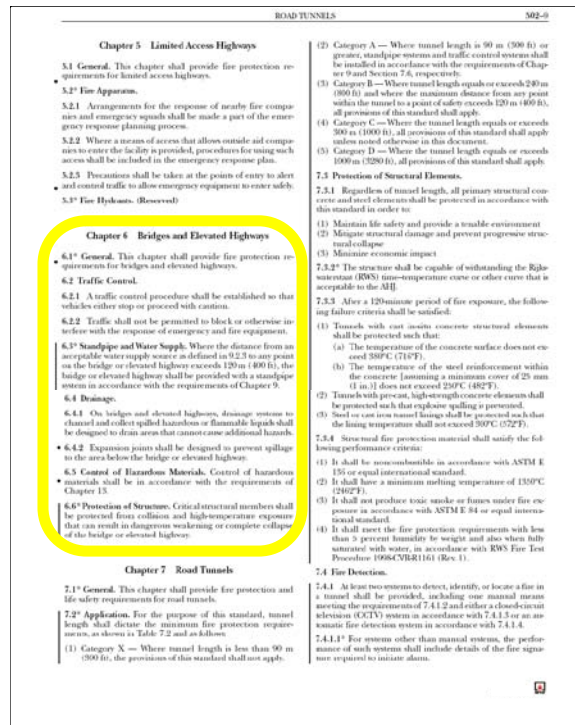 ROAD TUNNELS
502–9
Chapter 5 Limited Access Highways
5.1 General. This chapter shall provide fire protection re-
quirements for limited access highways.
5.2* Fire Apparatus.
5.2.1 Arrangements for the response of nearby fire compa-
nies and emergency squads shall be made a part of the emer-
gency response planning process.
5.2.2 Where a means of access that allows outside aid compa-
nies to enter the facility is provided, procedures for using such
access shall be included in the emergency response plan.
5.2.3 Precautions shall be taken at the points of entry to alert
and control traffic to allow emergency equipment to enter safely.
5.3* Fire Hydrants. (Reserved)
Chapter 6 Bridges and Elevated Highways
6.1* General. This chapter shall provide fire protection re-
quirements for bridges and elevated highways.
6.2 Traffic Control.
6.2.1 A traffic control procedure shall be established so that
vehicles either stop or proceed with caution.
6.2.2 Traffic shall not be permitted to block or otherwise in-
terfere with the response of emergency and fire equipment.
6.3* Standpipe and Water Supply. Where the distance from an
acceptable water supply source as defined in 9.2.3 to any point
on the bridge or elevated highway exceeds 120 m (400 ft), the
bridge or elevated highway shall be provided with a standpipe
system in accordance with the requirements of Chapter 9.
6.4 Drainage.
6.4.1 On bridges and elevated highways, drainage systems to
channel and collect spilled hazardous or flammable liquids shall
be designed to drain areas that cannot cause additional hazards.
6.4.2 Expansion joints shall be designed to prevent spillage
to the area below the bridge or elevated highway.
6.5 Control of Hazardous Materials. Control of hazardous
materials shall be in accordance with the requirements of
Chapter 13.
6.6* Protection of Structure. Critical structural members shall
be protected from collision and high-temperature exposure
that can result in dangerous weakening or complete collapse
of the bridge or elevated highway.
Chapter 7 Road Tunnels
7.1* General. This chapter shall provide fire protection and
life safety requirements for road tunnels.
7.2* Application. For the purpose of this standard, tunnel
length shall dictate the minimum fire protection require-
ments, as shown in Table 7.2 and as follows:
(1) Category X — Where tunnel length is less than 90 m
(300 ft), the provisions of this standard shall not apply.
(2) Category A — Where tunnel length is 90 m (300 ft) or
greater, standpipe systems and traffic control systems shall
be installed in accordance with the requirements of Chap-
ter 9 and Section 7.6, respectively.
(3) Category B — Where tunnel length equals or exceeds 240 m
(800 ft) and where the maximum distance from any point
within the tunnel to a point of safety exceeds 120 m (400 ft),
all provisions of this standard shall apply.
(4) Category C — Where the tunnel length equals or exceeds
300 m (1000 ft), all provisions of this standard shall apply
unless noted otherwise in this document.
(5) Category D — Where the tunnel length equals or exceeds
1000 m (3280 ft), all provisions of this standard shall apply.
7.3 Protection of Structural Elements.
7.3.1 Regardless of tunnel length, all primary structural con-
crete and steel elements shall be protected in accordance with
this standard in order to:
(1) Maintain life safety and provide a tenable environment
(2) Mitigate structural damage and prevent progressive struc-
tural collapse
(3) Minimize economic impact
7.3.2* The structure shall be capable of withstanding the Rijks-
waterstaat (RWS) time–temperature curve or other curve that is
acceptable to the AHJ.
7.3.3 After a 120-minute period of fire exposure, the follow-
ing failure criteria shall be satisfied:
(1) Tunnels with cast in-situ concrete structural elements
shall be protected such that:
(a) The temperature of the concrete surface does not ex-
ceed 380°C (716°F).
(b) The temperature of the steel reinforcement within
the concrete [assuming a minimum cover of 25 mm
(1 in.)] does not exceed 250°C (482°F).
(2) Tunnels with pre-cast, high-strength concrete elements shall
be protected such that explosive spalling is prevented.
(3) Steel or cast iron tunnel linings shall be protected such that
the lining temperature shall not exceed 300°C (572°F).
7.3.4 Structural fire protection material shall satisfy the fol-
lowing performance criteria:
(1) It shall be noncombustible in accordance with ASTM E
136 or equal international standard.
(2) It shall have a minimum melting temperature of 1350°C
(2462°F).
(3) It shall not produce toxic smoke or fumes under fire ex-
posure in accordance with ASTM E 84 or equal interna-
tional standard.
(4) It shall meet the fire protection requirements with less
than 5 percent humidity by weight and also when fully
saturated with water, in accordance with RWS Fire Test
Procedure 1998-CVB-R1161 (Rev. 1).
7.4 Fire Detection.
7.4.1 At least two systems to detect, identify, or locate a fire in
a tunnel shall be provided, including one manual means
meeting the requirements of 7.4.1.2 and either a closed-circuit
television (CCTV) system in accordance with 7.4.1.3 or an au-
tomatic fire detection system in accordance with 7.4.1.4.
7.4.1.1* For systems other than manual systems, the perfor-
mance of such systems shall include details of the fire signa-
ture required to initiate alarm.